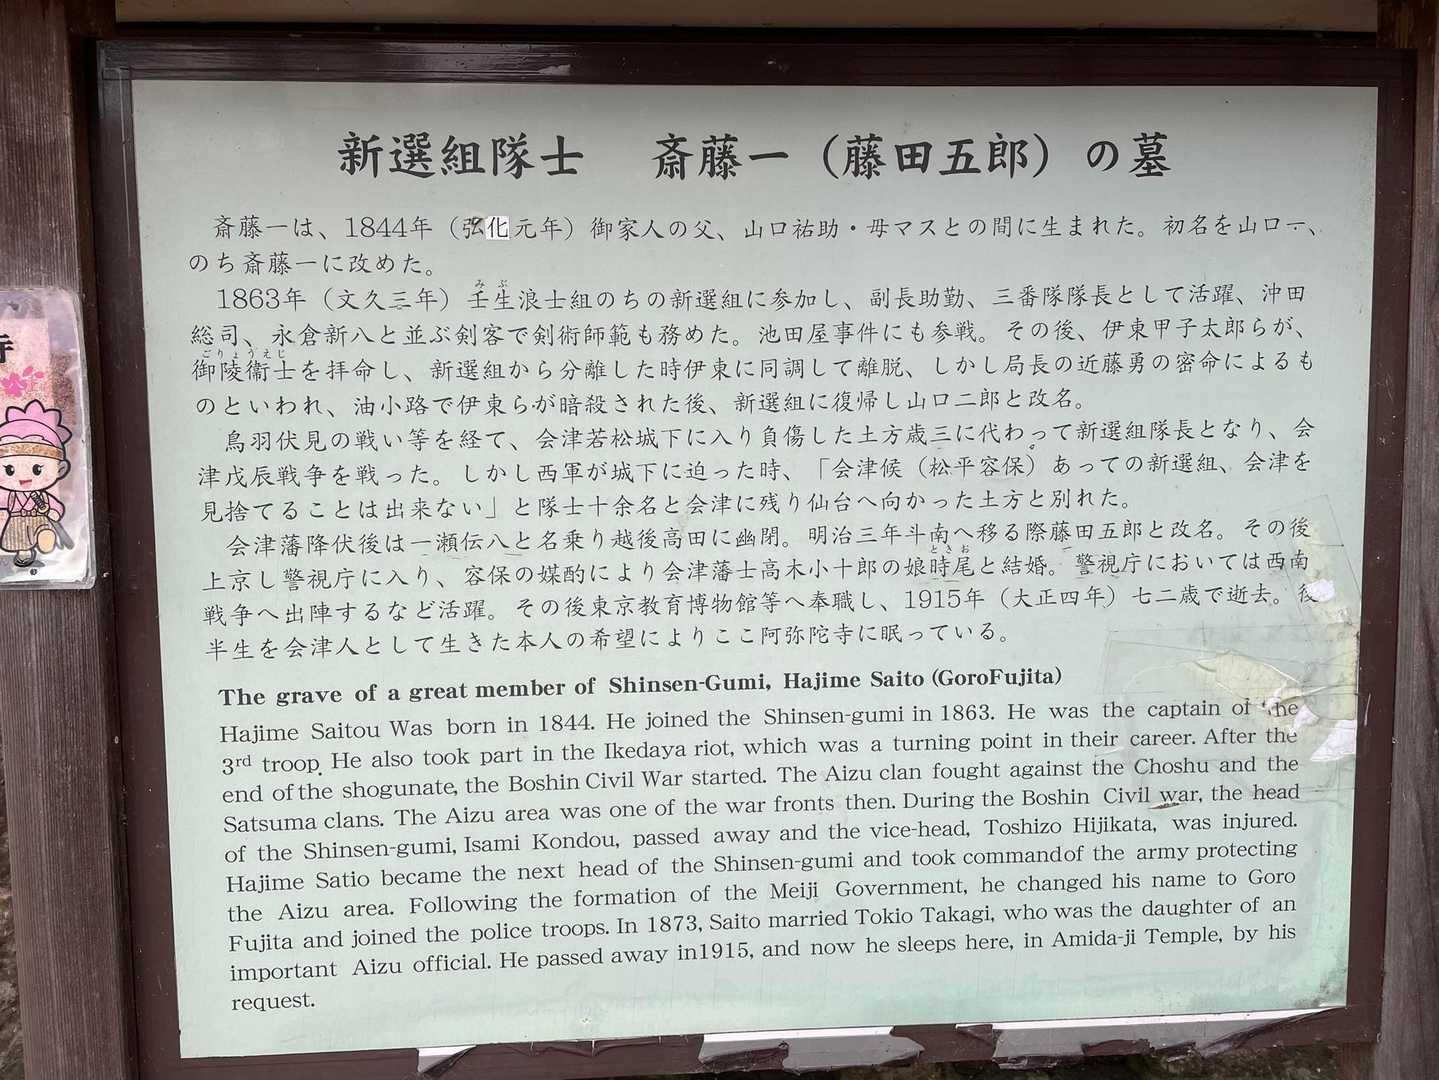 新選組隊士　斎藤一（藤田五郎）の墓
斎藤一は、1844年（弘化元年）御家人の父、山口祐助・母マスとの間に生まれた。初名を山口一、
のち斎藤一に改めた。
1863年（文久三年）壬生浪士組のちの新選組に参加し、副長助勤、三番隊隊長として活躍、沖田
みぶ
総司、永倉新八と並ぶ剣客で剣術師範も務めた。池田屋事件にも参戦。その後、伊東甲子太郎らが、
ごりょうえじ
御陵衛士を拝命し、新選組から分離した時伊東に同調して離脱、しかし局長の近藤勇の密命によるも
のといわれ、油小路で伊東らが暗殺された後、新選組に復帰し山口二郎と改名。
鳥羽伏見の戦い等を経て、会津若松城下に入り負傷した土方歳三に代わって新選組隊長となり、会
津戊辰戦争を戦った。しかし西軍が城下に迫った時、「会津候（松平容保）あっての新選組、会津を
見捨てることは出来ない」と隊士十余名と会津に残り仙台へ向かった土方と別れた。
会津藩降伏後は一瀬伝八と名乗り越後高田に幽閉。明治三年斗南へ移る際藤田五郎と改名。その後
ときお
上京し警視庁に入り、容保の媒酌により会津藩士高木小十郎の娘時尾と結婚。警視庁においては西南
戦争へ出陣するなど活躍。その後東京教育博物館等へ奉職し、1915年（大正四年）七二歳で逝去。後
半生を会津人として生きた本人の希望によりここ阿弥陀寺に眠っている。
The grave of a great member of Shinsen-Gumi, Hajime Saito (GoroFujita)
Hajime Saitou Was born in 1844. He joined the Shinsen-gumi in 1863. He was the captain of the
3rd troop. He also took part in the Ikedaya riot, which was a turning point in their career. After the
end of the shogunate, the Boshin Civil War started. The Aizu clan fought against the Choshu and the
Satsuma clans. The Aizu area was one of the war fronts then. During the Boshin Civil war, the head
of the Shinsen-gumi, Isami Kondou, passed away and the vice-head, Toshizo Hijikata, was injured.
Hajime Satio became the next head of the Shinsen-gumi and took commandof the army protecting
the Aizu area. Following the formation of the Meiji Government, he changed his name to Goro
Fujita and joined the police troops. In 1873, Saito married Tokio Takagi, who was the daughter of an
important Aizu official. He passed away in1915, and now he sleeps here, in Amida-ji Temple, by his
request.
寺